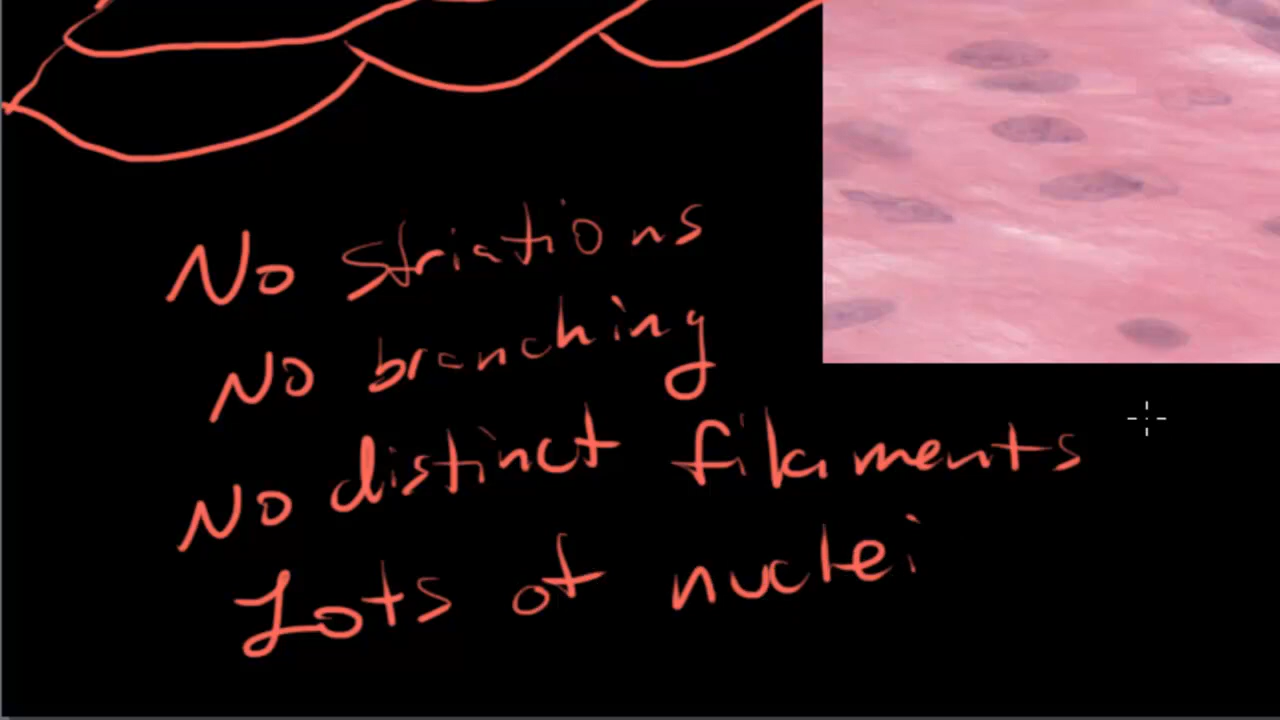 No striations
No branching
No distinct filaments
Lots of nuclei